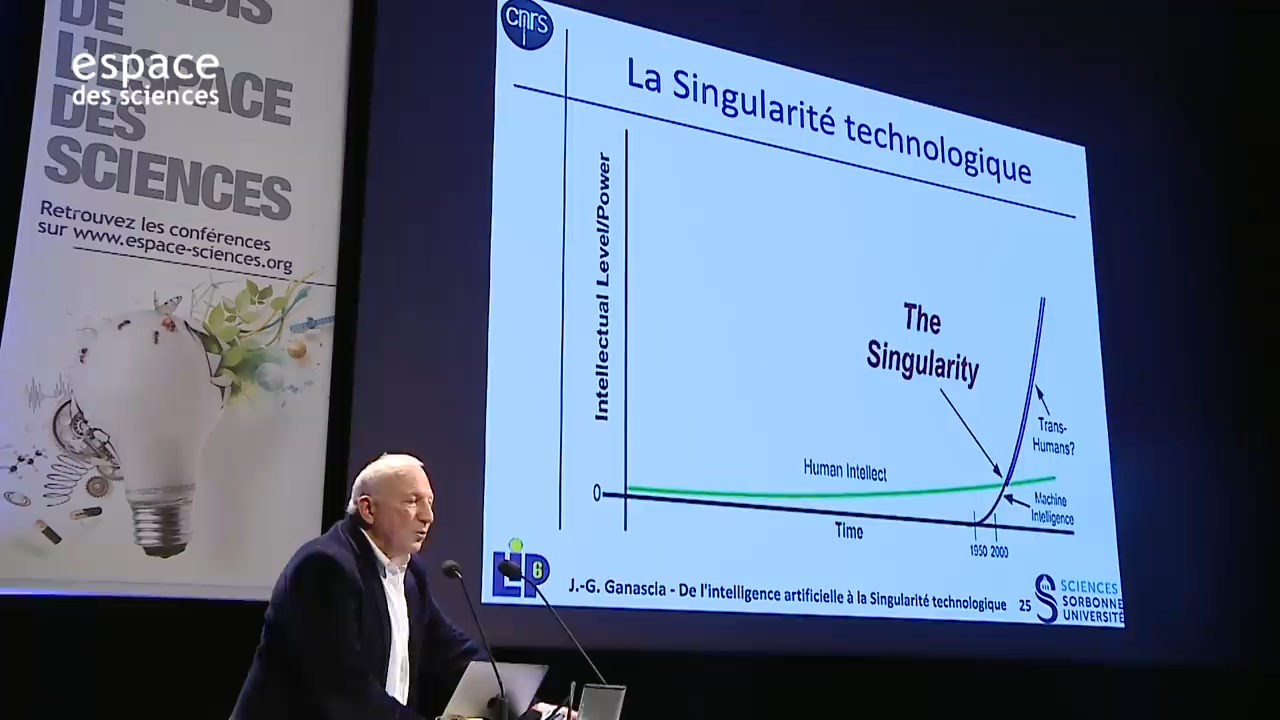 DE
L'ESPACE
DES
SCIENCES
espace
des sciences
Retrouvez les conférences
sur www.espace-sciences.org
cnrs
La Singularité technologique
Intellectual Level/Power
The
Singularity
Trans-
Humans?
Human Intellect
Machine
Intelligence
0
Time
1950 2000
LIP6
J.-G. Ganascia - De l'intelligence artificielle à la Singularité technologique
25
SCIENCES
SORBONNE
UNIVERSITÉ